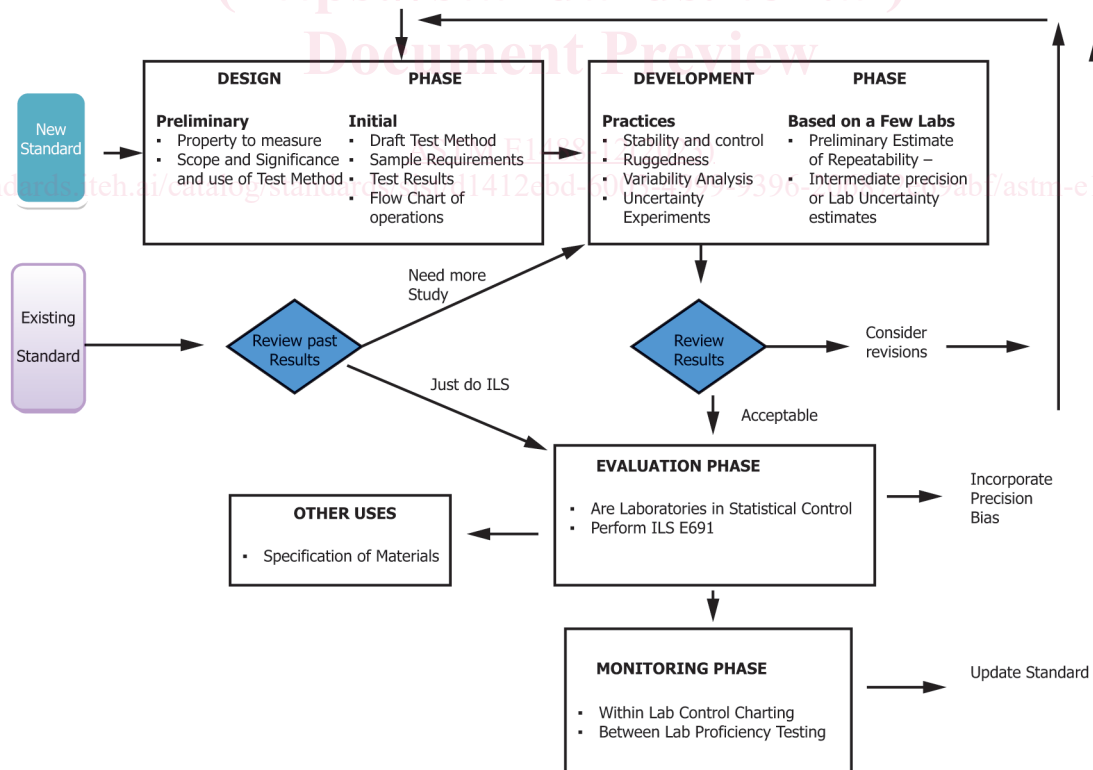 Document Preview
DESIGN PHASE
Preliminary
▪ Property to measure
▪ Scope and Significance
and use of Test Method
Initial
▪ Draft Test Method
▪ Sample Requirements
▪ Test Results
▪ Flow Chart of
operations
DEVELOPMENT PHASE
Practices
▪ Stability and control
▪ Ruggedness
▪ Variability Analysis
▪ Uncertainty
Experiments
Based on a Few Labs
▪ Preliminary Estimate
of Repeatability –
▪ Intermediate precision
or Lab Uncertainty
estimates
New
Standard
Existing
Standard
Review past
Results
Need more
Study
Just do ILS
Review
Results
Consider
revisions
Acceptable
EVALUATION PHASE
▪ Are Laboratories in Statistical Control
▪ Perform ILS E691
Incorporate
Precision
Bias
OTHER USES
▪ Specification of Materials
MONITORING PHASE
▪ Within Lab Control Charting
▪ Between Lab Proficiency Testing
Update Standard